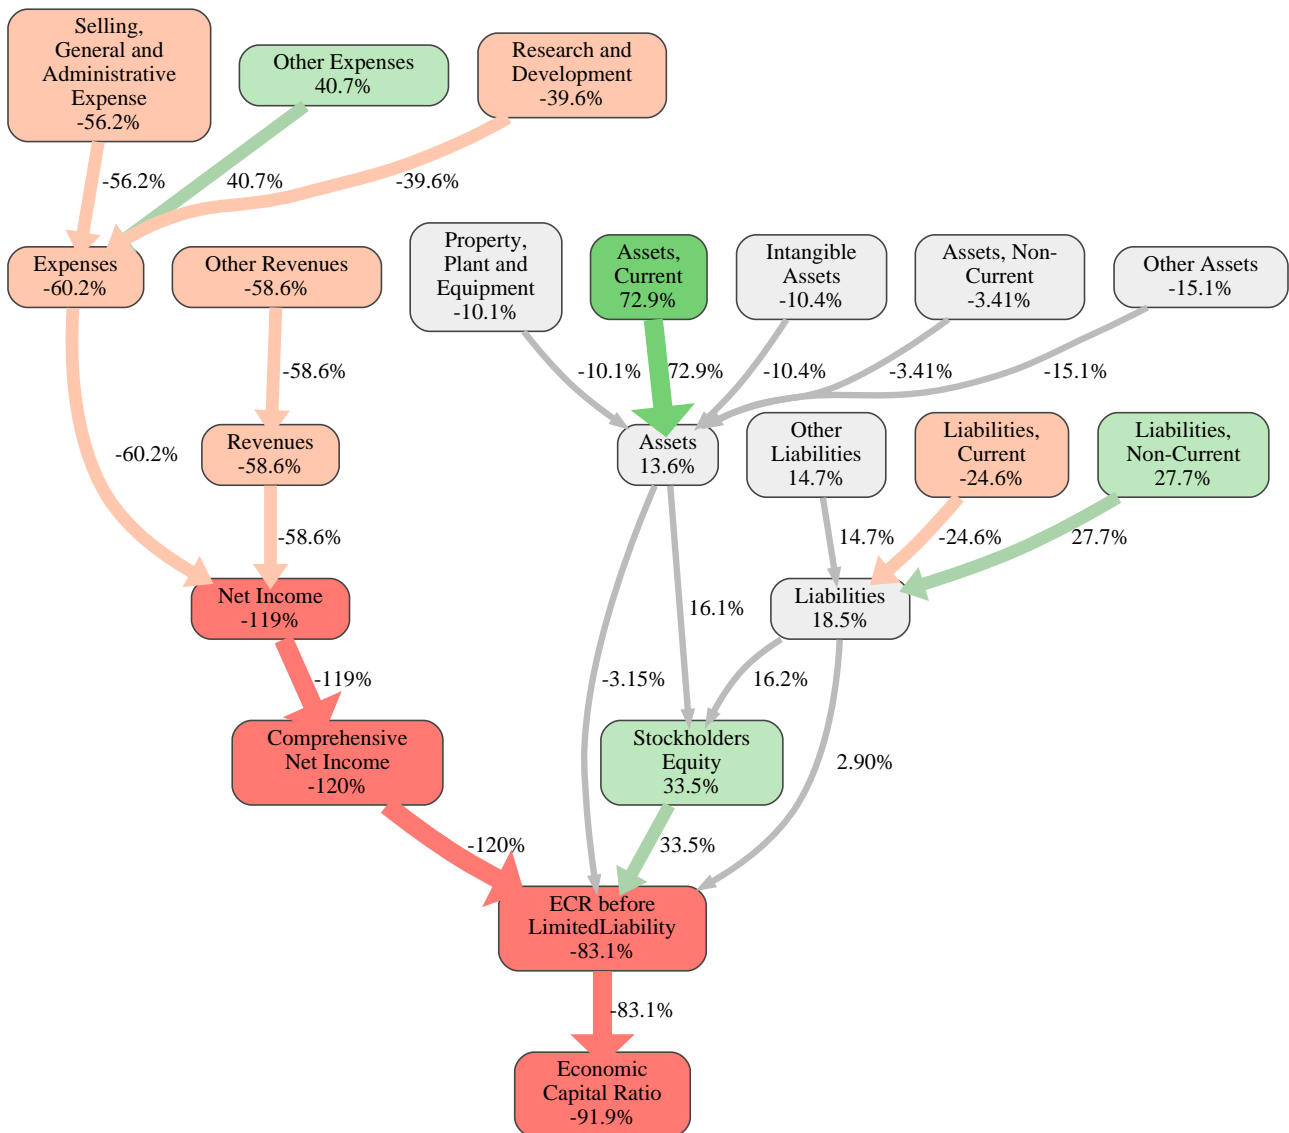 Selling,
General and
Administrative
Expense
-56.2%
Other Expenses
40.7%
Research and
Development
-39.6%
-56.2%
40.7%
-39.6%
Expenses
-60.2%
Other Revenues
-58.6%
Property,
Plant and
Equipment
-10.1%
Assets,
Current
72.9%
Intangible
Assets
-10.4%
Assets, Non-
Current
-3.41%
Other Assets
-15.1%
-58.6%
-10.1%
72.9%
-10.4%
-3.41%
-15.1%
-60.2%
Revenues
-58.6%
Assets
13.6%
Other
Liabilities
14.7%
Liabilities,
Current
-24.6%
Liabilities,
Non-Current
27.7%
-58.6%
14.7%
-24.6%
27.7%
Net Income
-119%
16.1%
Liabilities
18.5%
-119%
-3.15%
16.2%
Comprehensive
Net Income
-120%
Stockholders
Equity
33.5%
2.90%
-120%
33.5%
ECR before
LimitedLiability
-83.1%
-83.1%
Economic
Capital Ratio
-91.9%